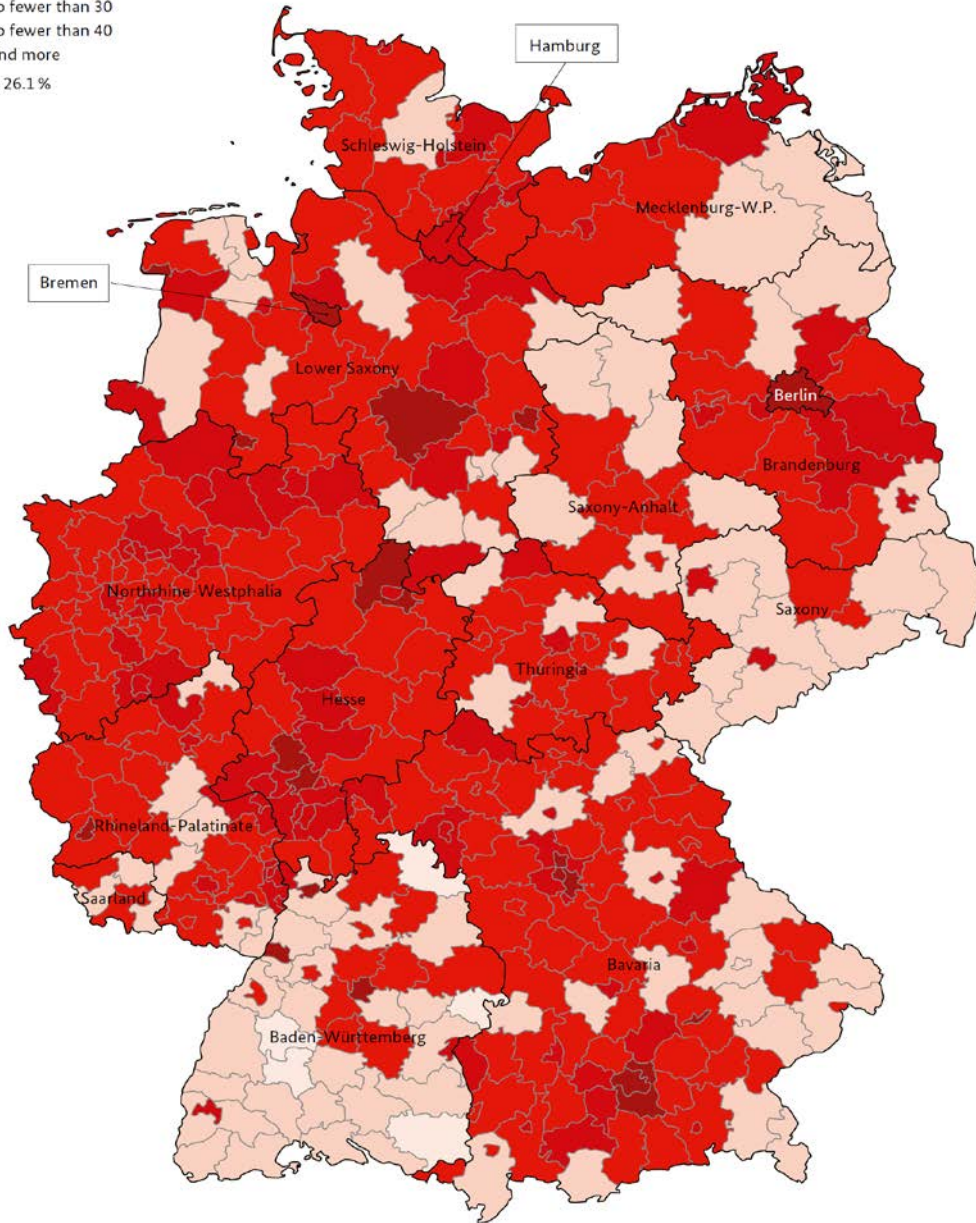 fewer than 30
fewer than 40
nd more
26.1 %
Hamburg
Schleswig-Holstein
Mecklenburg-W.P.
Bremen
Lower Saxony
Berlin
Brandenburg
Saxony-Anhalt
Northrhine-Westphalia
Saxony
Thuringia
Hesse
Rhineland-Palatinate
Saarland
Bavaria
Baden-Württemberg